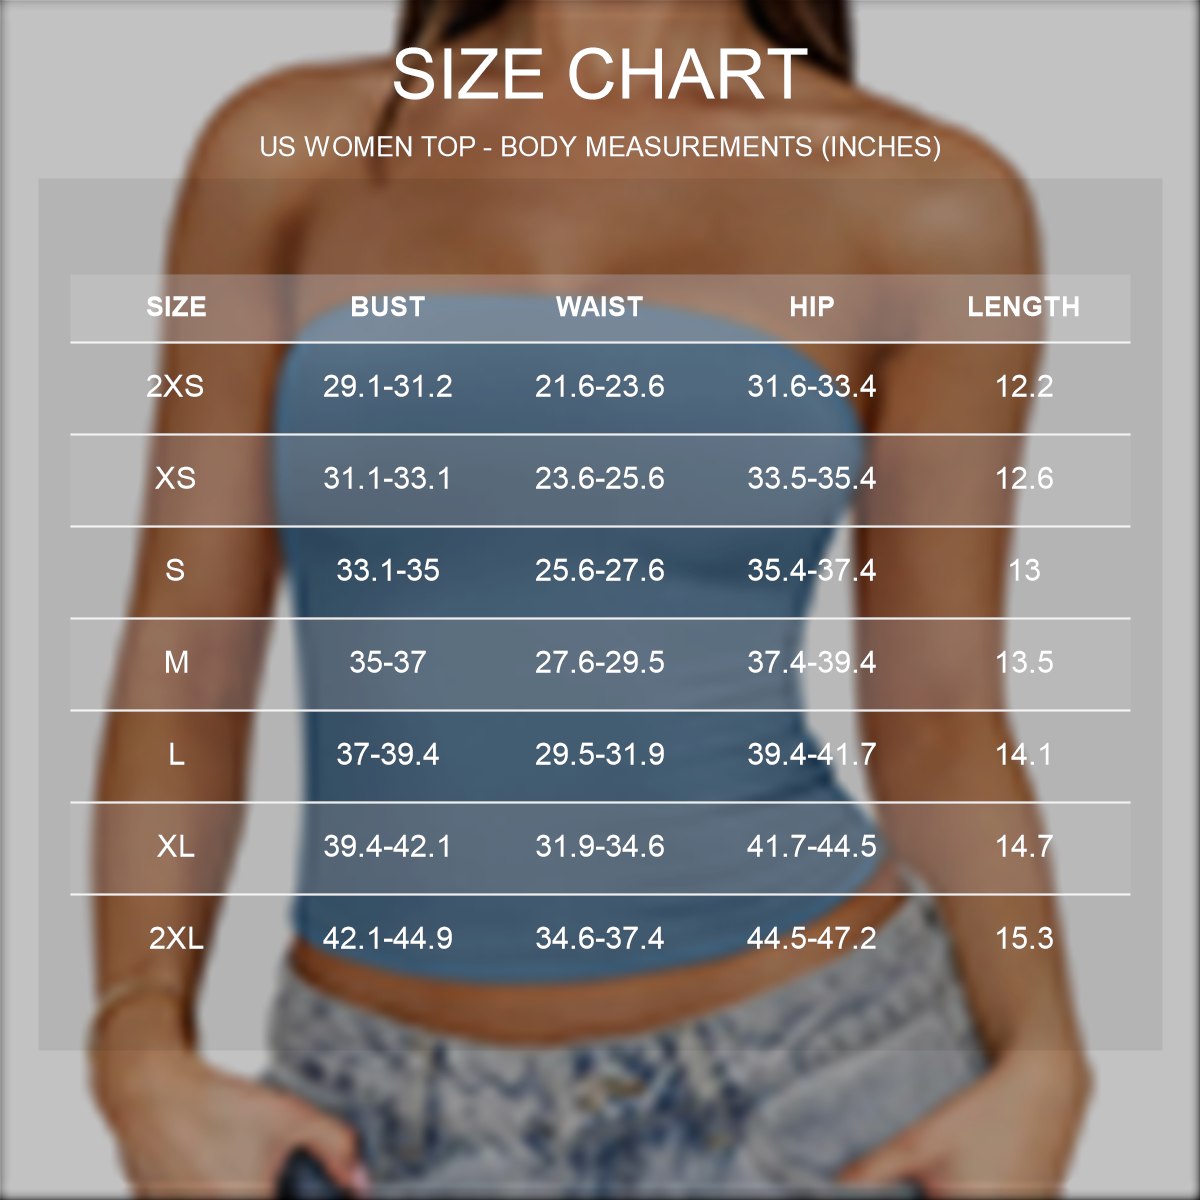 SIZE CHART
US WOMEN TOP - BODY MEASUREMENTS (INCHES)
SIZE BUST WAIST HIP LENGTH
2XS 29.1-31.2 21.6-23.6 31.6-33.4 12.2
XS 31.1-33.1 23.6-25.6 33.5-35.4 12.6
S 33.1-35 25.6-27.6 35.4-37.4 13
M 35-37 27.6-29.5 37.4-39.4 13.5
L 37-39.4 29.5-31.9 39.4-41.7 14.1
XL 39.4-42.1 31.9-34.6 41.7-44.5 14.7
2XL 42.1-44.9 34.6-37.4 44.5-47.2 15.3